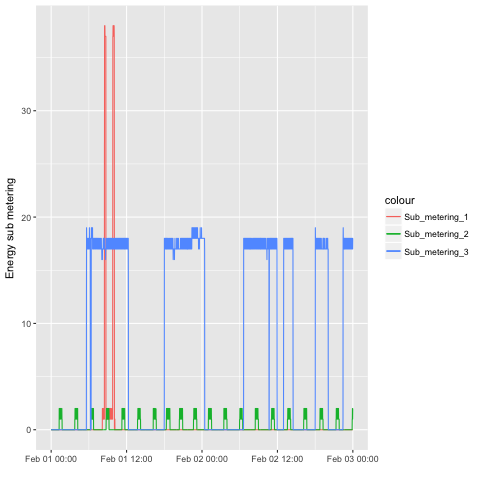 Energy sub metering
30
20
10
0
Feb 01 00:00
Feb 01 12:00
Feb 02 00:00
Feb 02 12:00
Feb 03 00:00
colour
Sub_metering_1
Sub_metering_2
Sub_metering_3